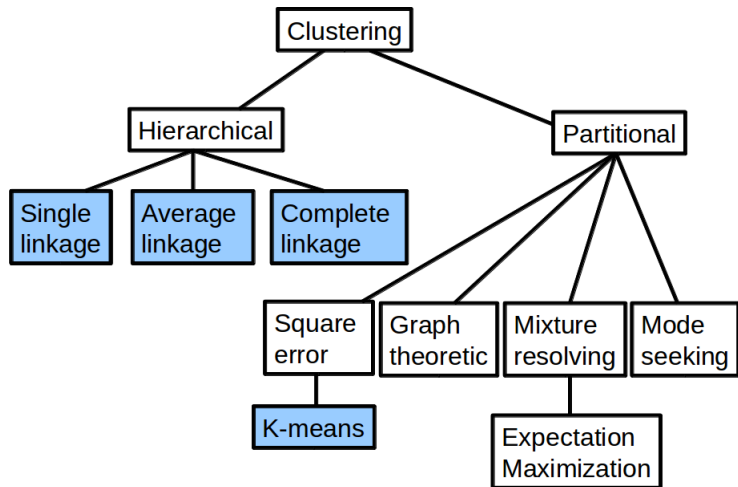 Clustering
Hierarchical
Partitional
Single
linkage
Average
linkage
Complete
linkage
Square
error
Graph
theoretic
Mixture
resolving
Mode
seeking
K-means
Expectation
Maximization